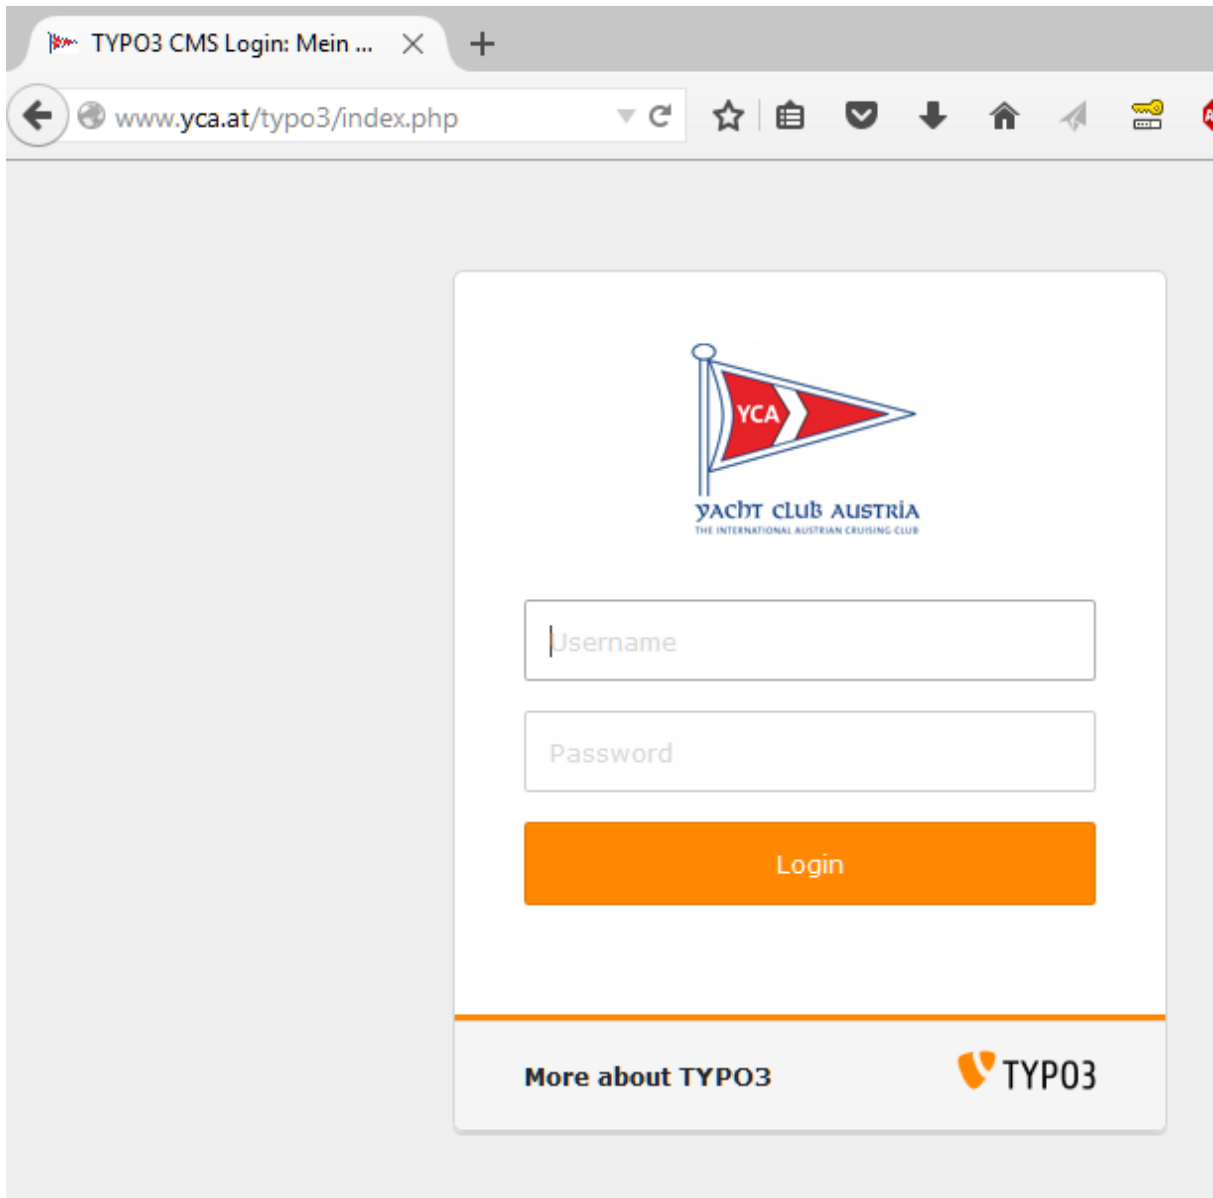 TYPO3 CMS Login: Mein ...
www.yca.at/typo3/index.php
YCA
yacht club austria
THE INTERNATIONAL AUSTRIAN CRUISING CLUB
Username
Password
Login
More about TYPO3
TYPO3